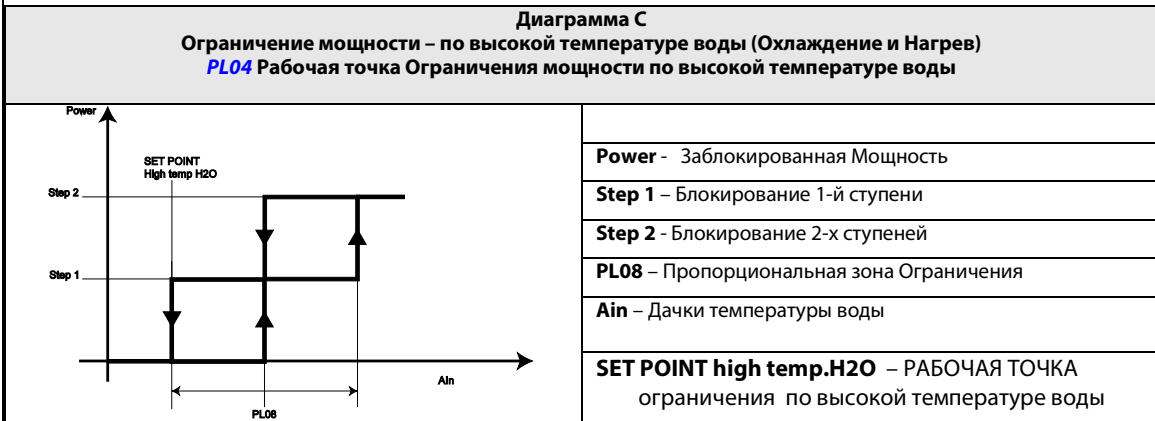 Диаграмма C
Ограничение мощности – по высокой температуре воды (Охлаждение и Нагрев)
PL04 Рабочая точка Ограничения мощности по высокой температуре воды
Power
SET POINT
High temp H2O
Step 2
Step 1
Ain
PL08
Power - Заблокированная Мощность
Step 1 – Блокирование 1-й ступени
Step 2 - Блокирование 2-х ступеней
PL08 – Пропорциональная зона Ограничения
Ain – Дачки температуры воды
SET POINT high temp.H2O – РАБОЧАЯ ТОЧКА
ограничения по высокой температуре воды